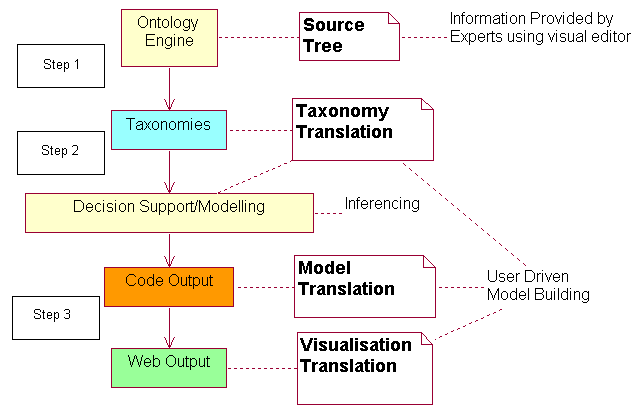 Ontology
Engine
Source
Tree
Information Provided by
Experts using visual editor
Step 1
Taxonomies
Taxonomy
Translation
Step 2
Decision Support/Modelling
Inferencing
Code Output
Model
Translation
User Driven
Model Building
Step 3
Web Output
Visualisation
Translation